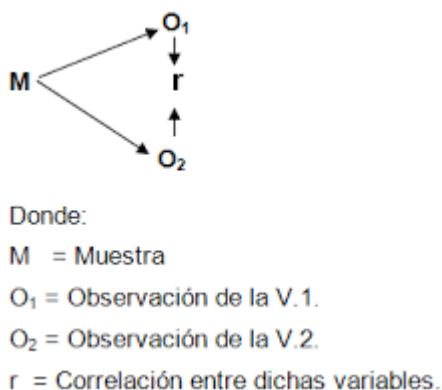 O₁
M
r
O₂
Donde:
M = Muestra
O₁ = Observación de la V.1.
O₂ = Observación de la V.2.
r = Correlación entre dichas variables.